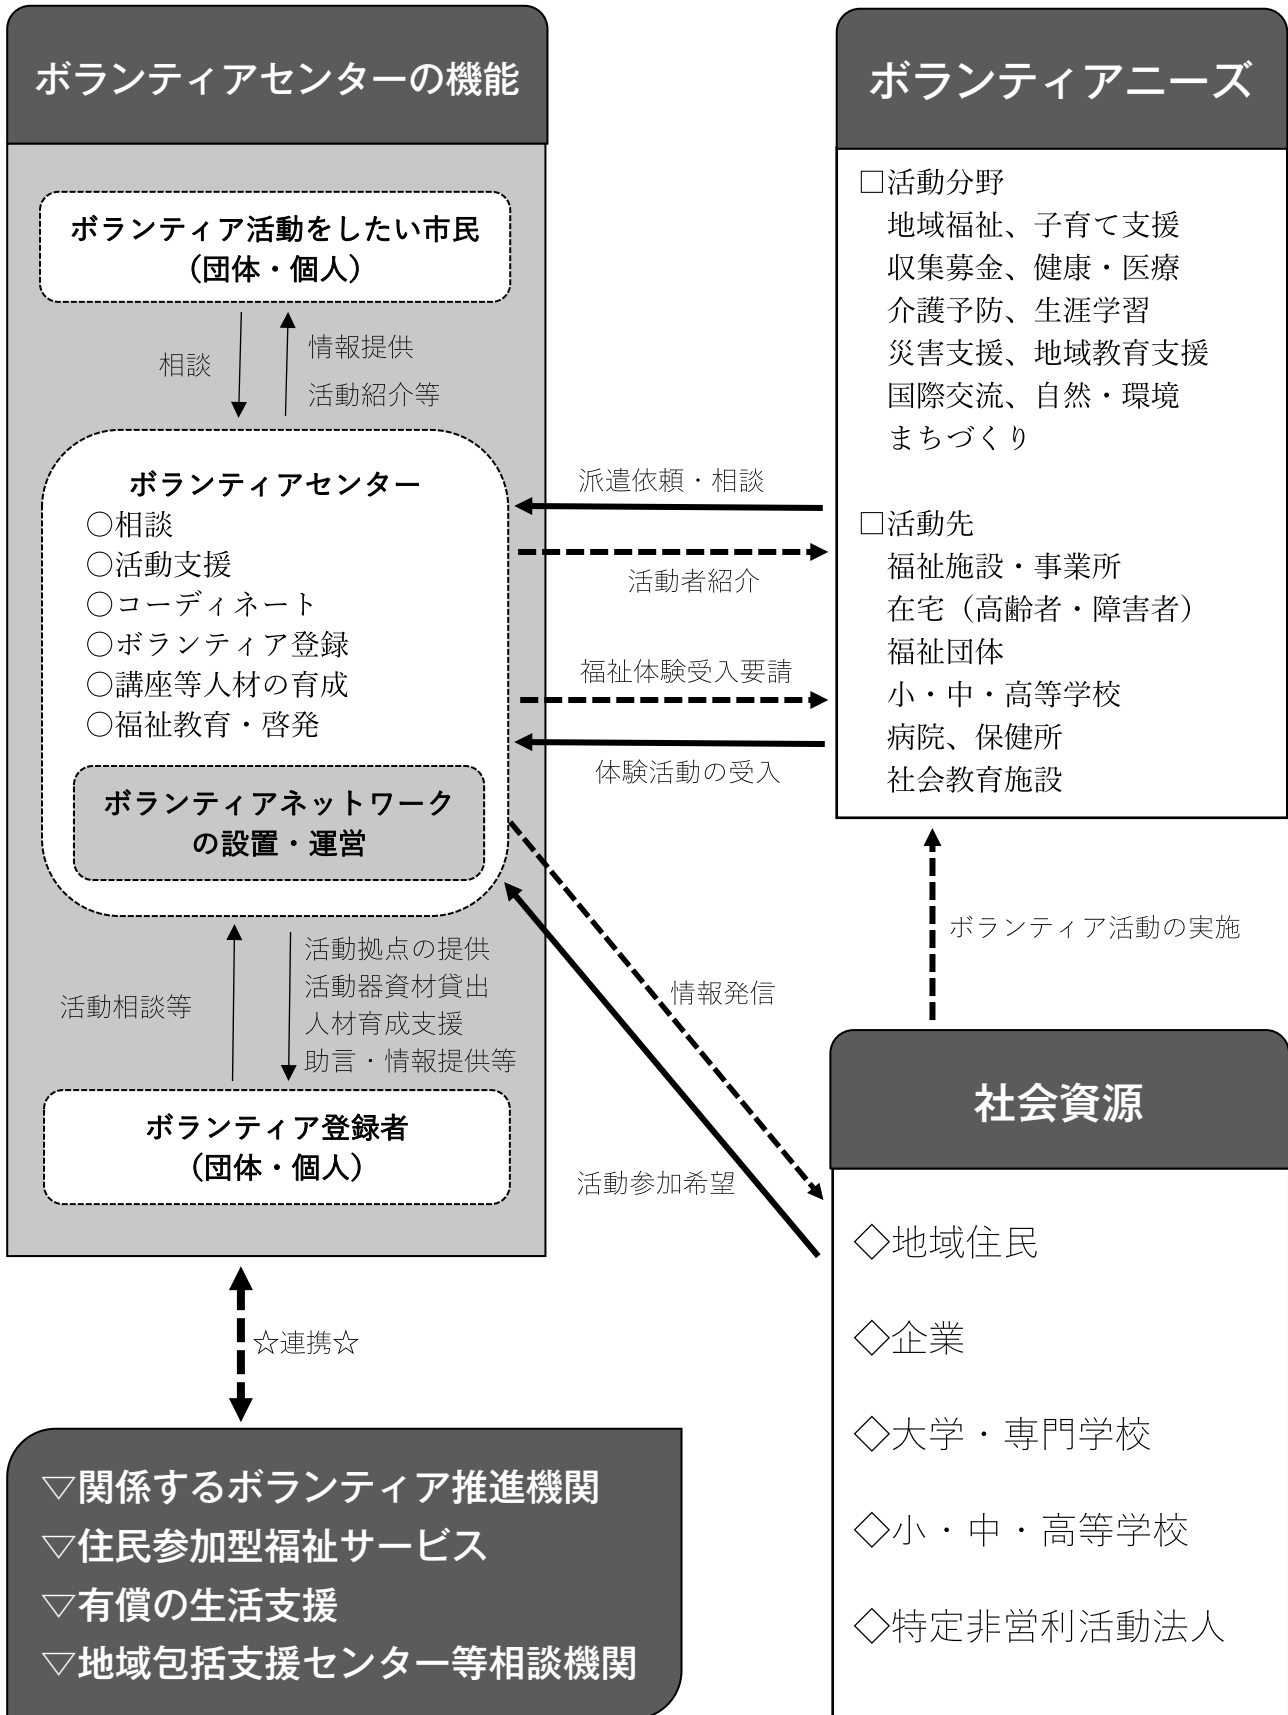 ボランティアセンターの機能
ボランティア活動をしたい市民
（団体・個人）
相談
情報提供
活動紹介等
ボランティアセンター
○相談
○活動支援
○コーディネート
○ボランティア登録
○講座等人材の育成
○福祉教育・啓発
ボランティアネットワーク
の設置・運営
活動相談等
活動拠点の提供
活動器資材貸出
人材育成支援
助言・情報提供等
ボランティア登録者
（団体・個人）
派遣依頼・相談
活動者紹介
福祉体験受入要請
体験活動の受入
情報発信
活動参加希望
ボランティアニーズ
□活動分野
地域福祉、子育て支援
収集募金、健康・医療
介護予防、生涯学習
災害支援、地域教育支援
国際交流、自然・環境
まちづくり
□活動先
福祉施設・事業所
在宅（高齢者・障害者）
福祉団体
小・中・高等学校
病院、保健所
社会教育施設
ボランティア活動の実施
社会資源
◇地域住民
◇企業
◇大学・専門学校
◇小・中・高等学校
◇特定非営利活動法人
☆連携☆
▽関係するボランティア推進機関
▽住民参加型福祉サービス
▽有償の生活支援
▽地域包括支援センター等相談機関